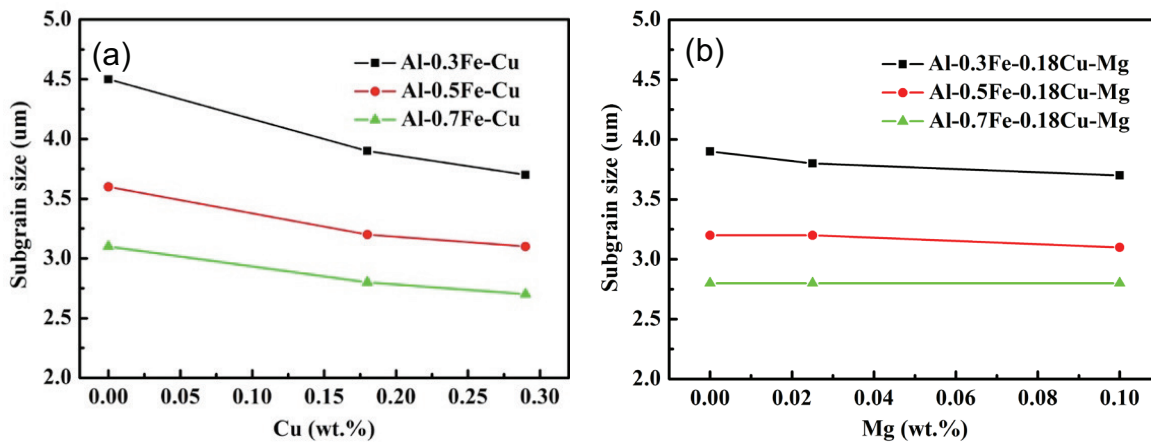 (a)
Al-0.3Fe-Cu
Al-0.5Fe-Cu
Al-0.7Fe-Cu
Subgrain size (um)
5.0
4.5
4.0
3.5
3.0
2.5
2.0
0.00 0.05 0.10 0.15 0.20 0.25 0.30
Cu (wt.%)
(b)
Al-0.3Fe-0.18Cu-Mg
Al-0.5Fe-0.18Cu-Mg
Al-0.7Fe-0.18Cu-Mg
Subgrain size (um)
5.0
4.5
4.0
3.5
3.0
2.5
2.0
0.00 0.02 0.04 0.06 0.08 0.10
Mg (wt.%)